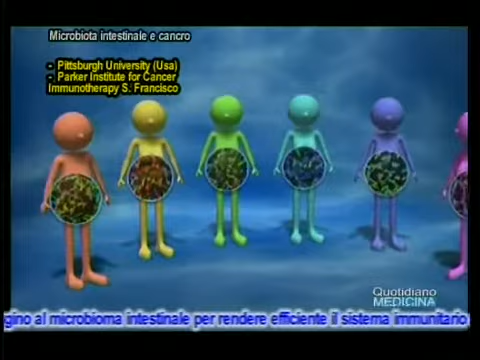 Microbiota intestinale e cancro
- Pittsburgh University (Usa)
- Parker Institute for Cancer
Immunotherapy S. Francisco
Quotidiano
MEDICINA
al microbioma intestinale per rendere efficiente il sistema immunitario